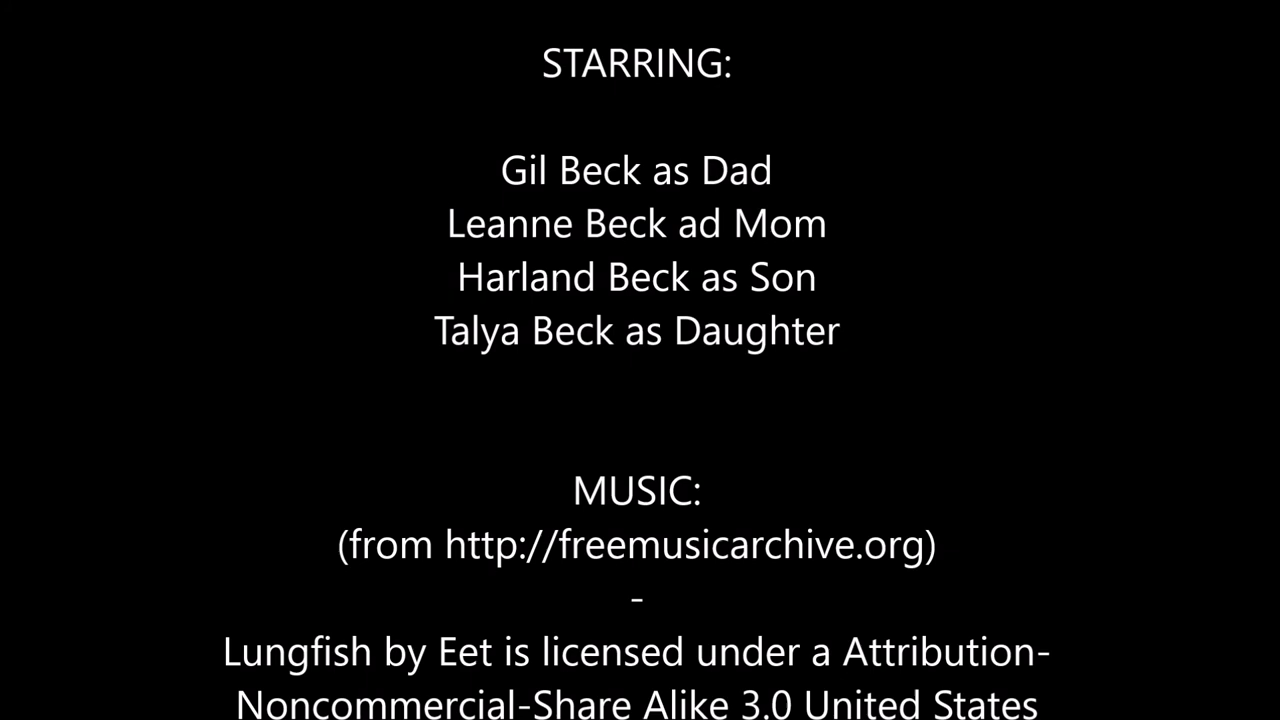 STARRING:
Gil Beck as Dad
Leanne Beck ad Mom
Harland Beck as Son
Talya Beck as Daughter
MUSIC:
(from http://freemusicarchive.org)
-
Lungfish by Eet is licensed under a Attribution-
Noncommercial-Share Alike 3.0 United States